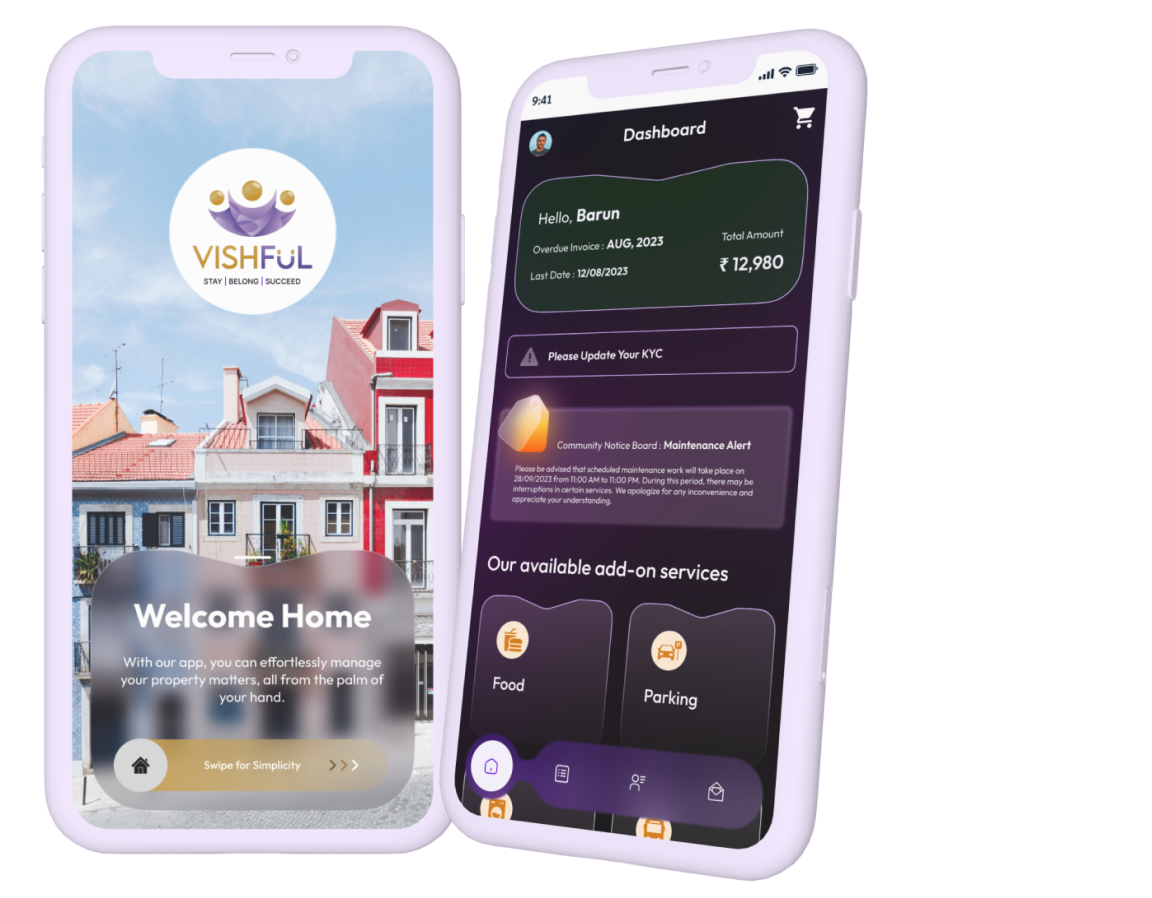 VISHFÜL
STAY | BELONG | SUCCEED
Welcome Home
With our app, you can effortlessly manage
your property matters, all from the palm of
your hand.
Swipe for Simplicity
9:41
Dashboard
Hello, Barun
Overdue Invoice : AUG, 2023
Last Date : 12/08/2023
Total Amount
₹ 12,980
Please Update Your KYC
Community Notice Board : Maintenance Alert
Please be advised that scheduled maintenance work will take place on
28/09/2023 from 11:00 AM to 11:00 PM. During this period, there may be
interruptions in certain services. We apologize for any inconvenience and
appreciate your understanding.
Our available add-on services
Food
Parking